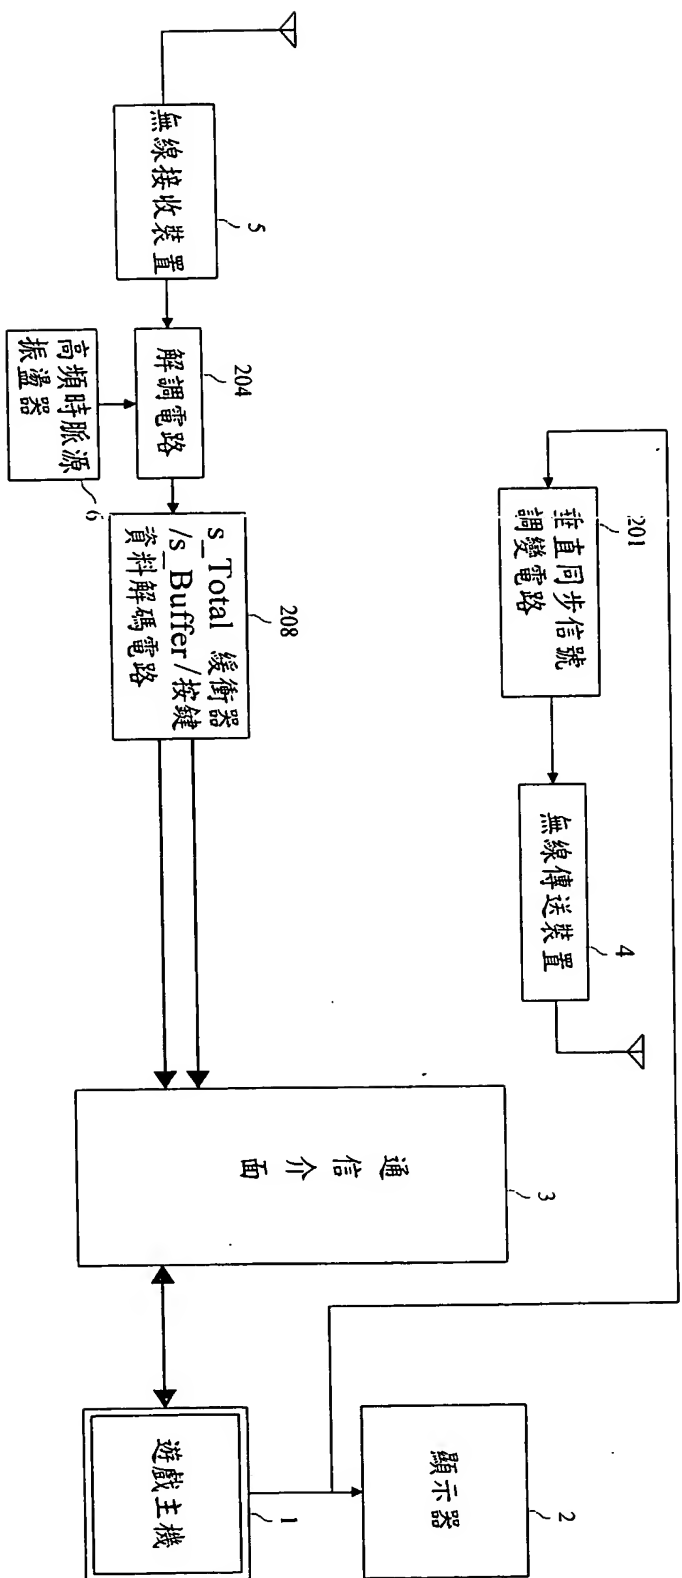 無線接收裝置
5
解調電路
204
高頻時脈源
振盪器
6
s_Total 緩衝器
/s_Buffer/按鍵
資料解碼電路
208
垂直同步信號
調變電路
201
無線傳送裝置
4
通信介面
3
遊戲主機
1
顯示器
2